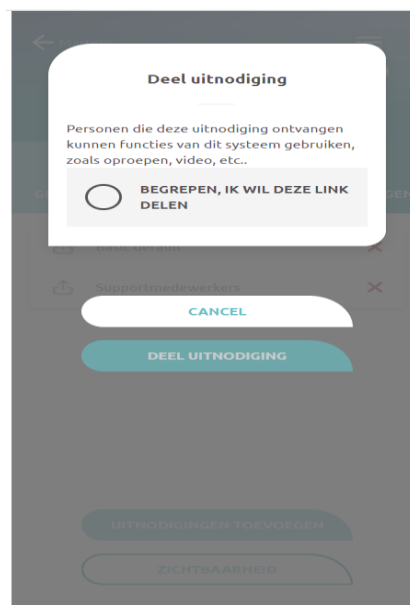 Deel uitnodiging
Personen die deze uitnodiging ontvangen
kunnen functies van dit systeem gebruiken,
zoals oproepen, video, etc..
BEGREPEN, IK WIL DEZE LINK
DELEN
Supportmedewerkers
CANCEL
DEEL UITNODIGING
UITNODIGINGEN TOEVOEGEN
ZICHTBAARHEID